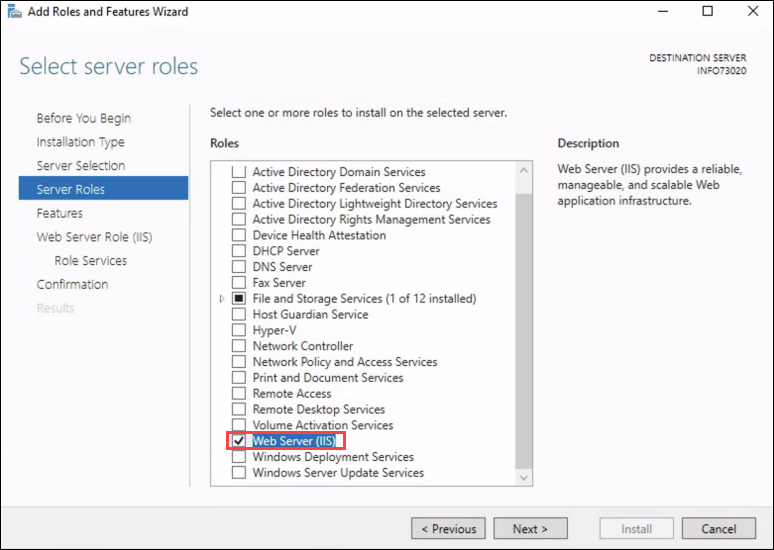 Add Roles and Features Wizard
Select server roles
DESTINATION SERVER
INFO73020
Before You Begin
Installation Type
Server Selection
Server Roles
Features
Web Server Role (IIS)
Role Services
Confirmation
Results
Select one or more roles to install on the selected server.
Roles
Active Directory Domain Services
Active Directory Federation Services
Active Directory Lightweight Directory Services
Active Directory Rights Management Services
Device Health Attestation
DHCP Server
DNS Server
Fax Server
File and Storage Services (1 of 12 installed)
Host Guardian Service
Hyper-V
Network Controller
Network Policy and Access Services
Print and Document Services
Remote Access
Remote Desktop Services
Volume Activation Services
Web Server (IIS)
Windows Deployment Services
Windows Server Update Services
Description
Web Server (IIS) provides a reliable,
manageable, and scalable Web
application infrastructure.
< Previous
Next >
Install
Cancel